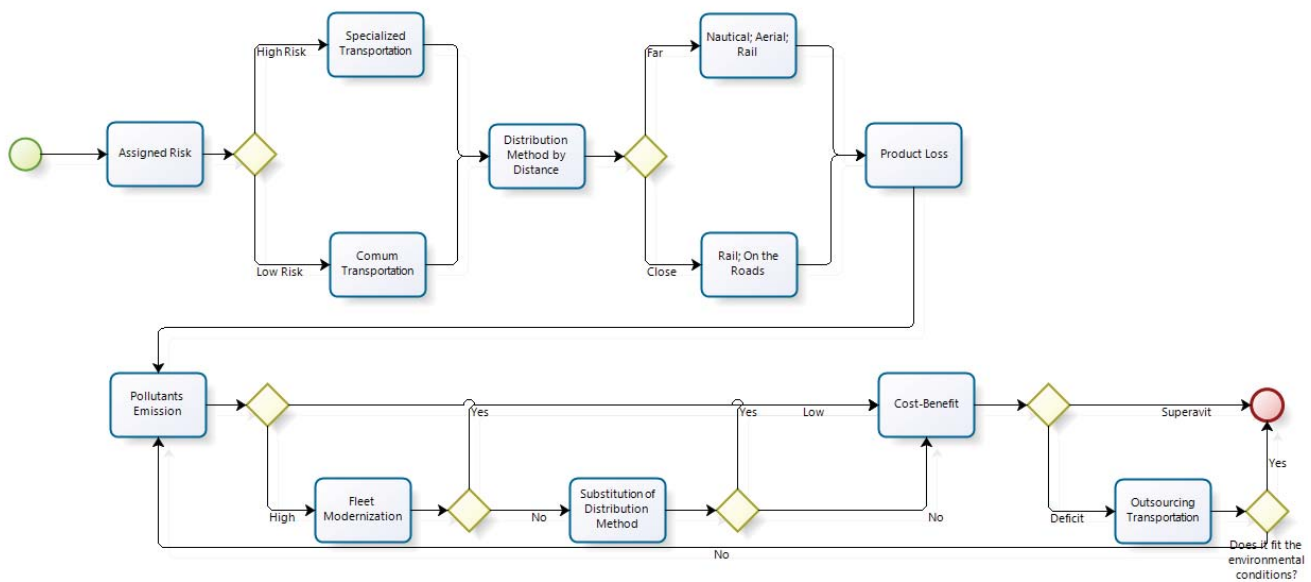 Specialized
Transportation
Nautical; Aerial;
Rail
High Risk
Far
Assigned Risk
Distribution
Method by
Distance
Product Loss
Comum
Transportation
Rail; On the
Roads
Low Risk
Close
Pollutants
Emission
Cost-Benefit
Yes
Yes
Low
Superavit
Fleet
Modernization
Substitution of
Distribution
Method
Outsourcing
Transportation
Yes
High
No
No
Deficit
No
Does it fit the
environmental
conditions?